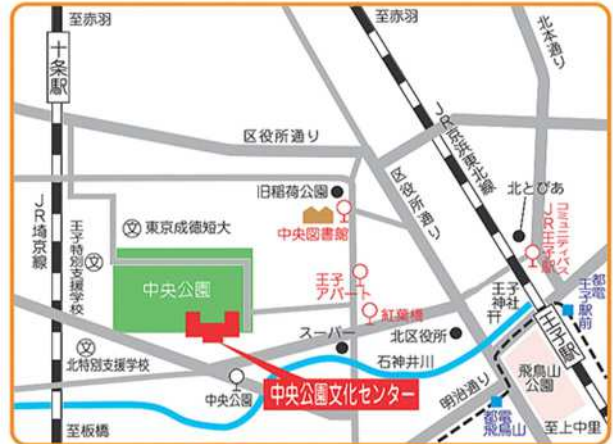 至赤羽
至赤羽
北本通り
十条駅
JR京浜東北線
区役所通り
区役所通り
旧稲荷公園
北とぴあ
中央図書館
JR埼京線
王子特別支援学校
東京成徳短大
文
文
コミュニティバス
JR王子駅
中央公園
王子
アパート
紅葉橋
王子
神社
都電
王子駅前
スーパー
北区役所
王子駅
文
北特別支援学校
中央公園
石神井川
飛鳥山
公園
中央公園文化センター
明治通り
都電
飛鳥山
至板橋
至上中里